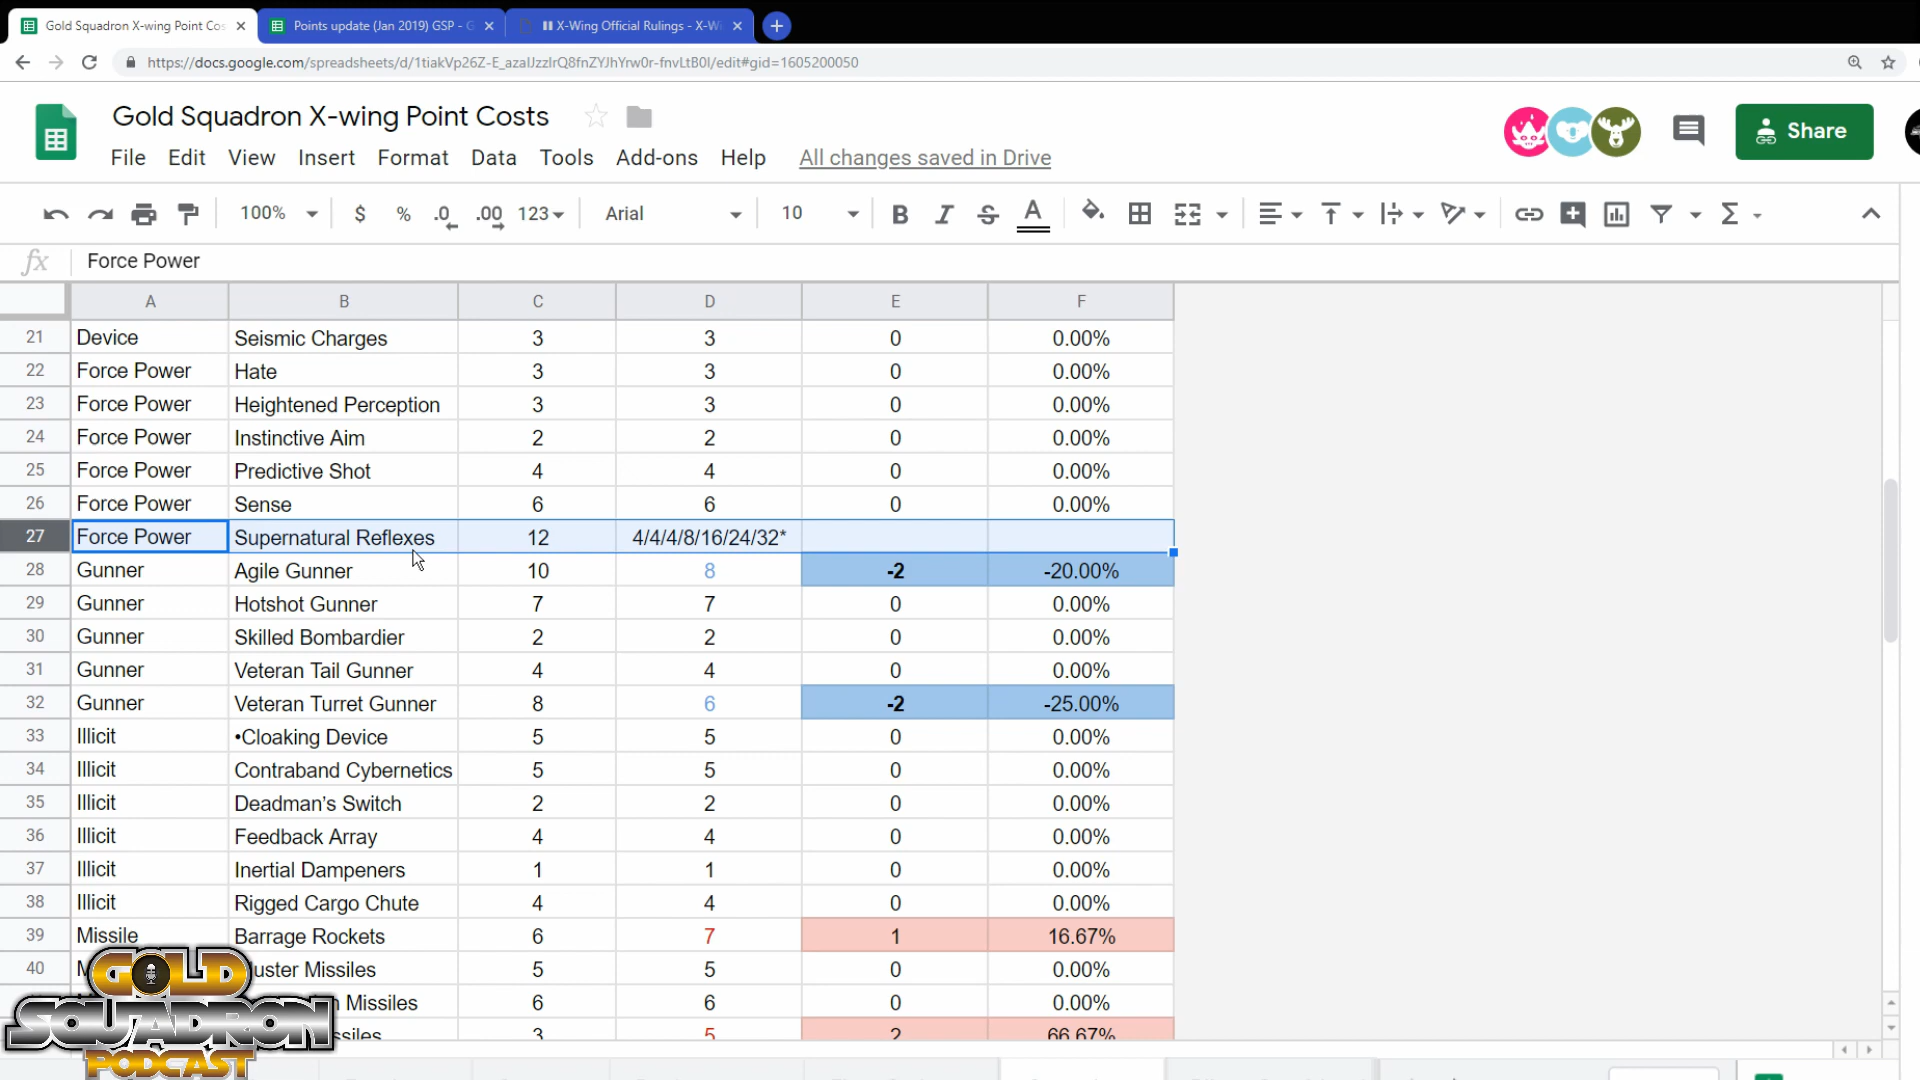 Gold Squadron X-wing Point Cos
Points update (Jan 2019) GSP - G
X-Wing Official Rulings - X-Wi
https://docs.google.com/spreadsheets/d/1tiakVp26Z-E_azalJzzIrQ8fnZYJhYrw0r-fnvLtB0I/edit#gid=1605200050
Gold Squadron X-wing Point Costs
Share
File Edit View Insert Format Data Tools Add-ons Help All changes saved in Drive
100% $ % .0 .00 123 Arial 10 B I S A Σ
fx Force Power
A B C D E F
21 Device Seismic Charges 3 3 0 0.00%
22 Force Power Hate 3 3 0 0.00%
23 Force Power Heightened Perception 3 3 0 0.00%
24 Force Power Instinctive Aim 2 2 0 0.00%
25 Force Power Predictive Shot 4 4 0 0.00%
26 Force Power Sense 6 6 0 0.00%
27 Force Power Supernatural Reflexes 12 4/4/4/8/16/24/32*
28 Gunner Agile Gunner 10 8 -2 -20.00%
29 Gunner Hotshot Gunner 7 7 0 0.00%
30 Gunner Skilled Bombardier 2 2 0 0.00%
31 Gunner Veteran Tail Gunner 4 4 0 0.00%
32 Gunner Veteran Turret Gunner 8 6 -2 -25.00%
33 Illicit •Cloaking Device 5 5 0 0.00%
34 Illicit Contraband Cybernetics 5 5 0 0.00%
35 Illicit Deadman's Switch 2 2 0 0.00%
36 Illicit Feedback Array 4 4 0 0.00%
37 Illicit Inertial Dampeners 1 1 0 0.00%
38 Illicit Rigged Cargo Chute 4 4 0 0.00%
39 Missile Barrage Rockets 6 7 1 16.67%
40 M uster Missiles 5 5 0 0.00%
n Missiles 6 6 0 0.00%
ssiles 3 5 2 66.67%
GOLD
SQUADRON
PODCAST